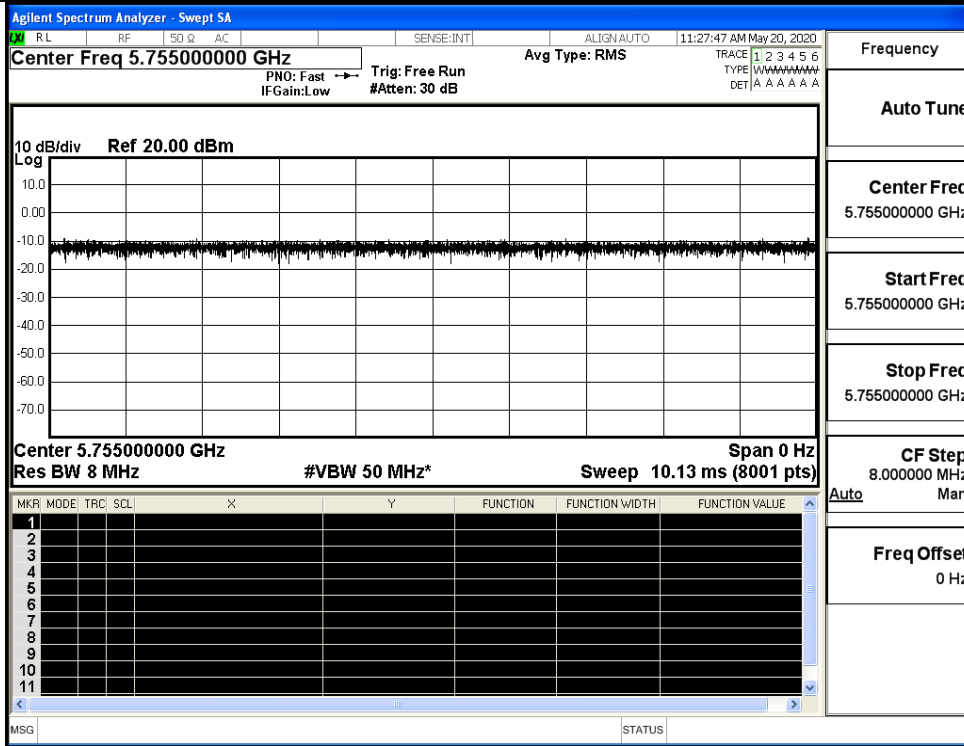 Agilent Spectrum Analyzer - Swept SA
LXI RL RF 50 Ω AC SENSE:INT ALIGNAUTO 11:27:47 AM May 20, 2020
Center Freq 5.755000000 GHz
PNO: Fast
IFGain:Low
Trig: Free Run
#Atten: 30 dB
Avg Type: RMS
TRACE 1 2 3 4 5 6
TYPE WWWWWW
DET A A A A A A
10 dB/div Ref 20.00 dBm
Log
10.0
0.00
-10.0
-20.0
-30.0
-40.0
-50.0
-60.0
-70.0
Center 5.755000000 GHz Span 0 Hz
Res BW 8 MHz #VBW 50 MHz* Sweep 10.13 ms (8001 pts)
MKR MODE TRC SCL X Y FUNCTION FUNCTION WIDTH FUNCTION VALUE
1
2
3
4
5
6
7
8
9
10
11
MSG STATUS
Frequency
Auto Tune
Center Freq
5.755000000 GHz
Start Freq
5.755000000 GHz
Stop Freq
5.755000000 GHz
CF Step
8.000000 MHz
Auto Man
Freq Offset
0 Hz